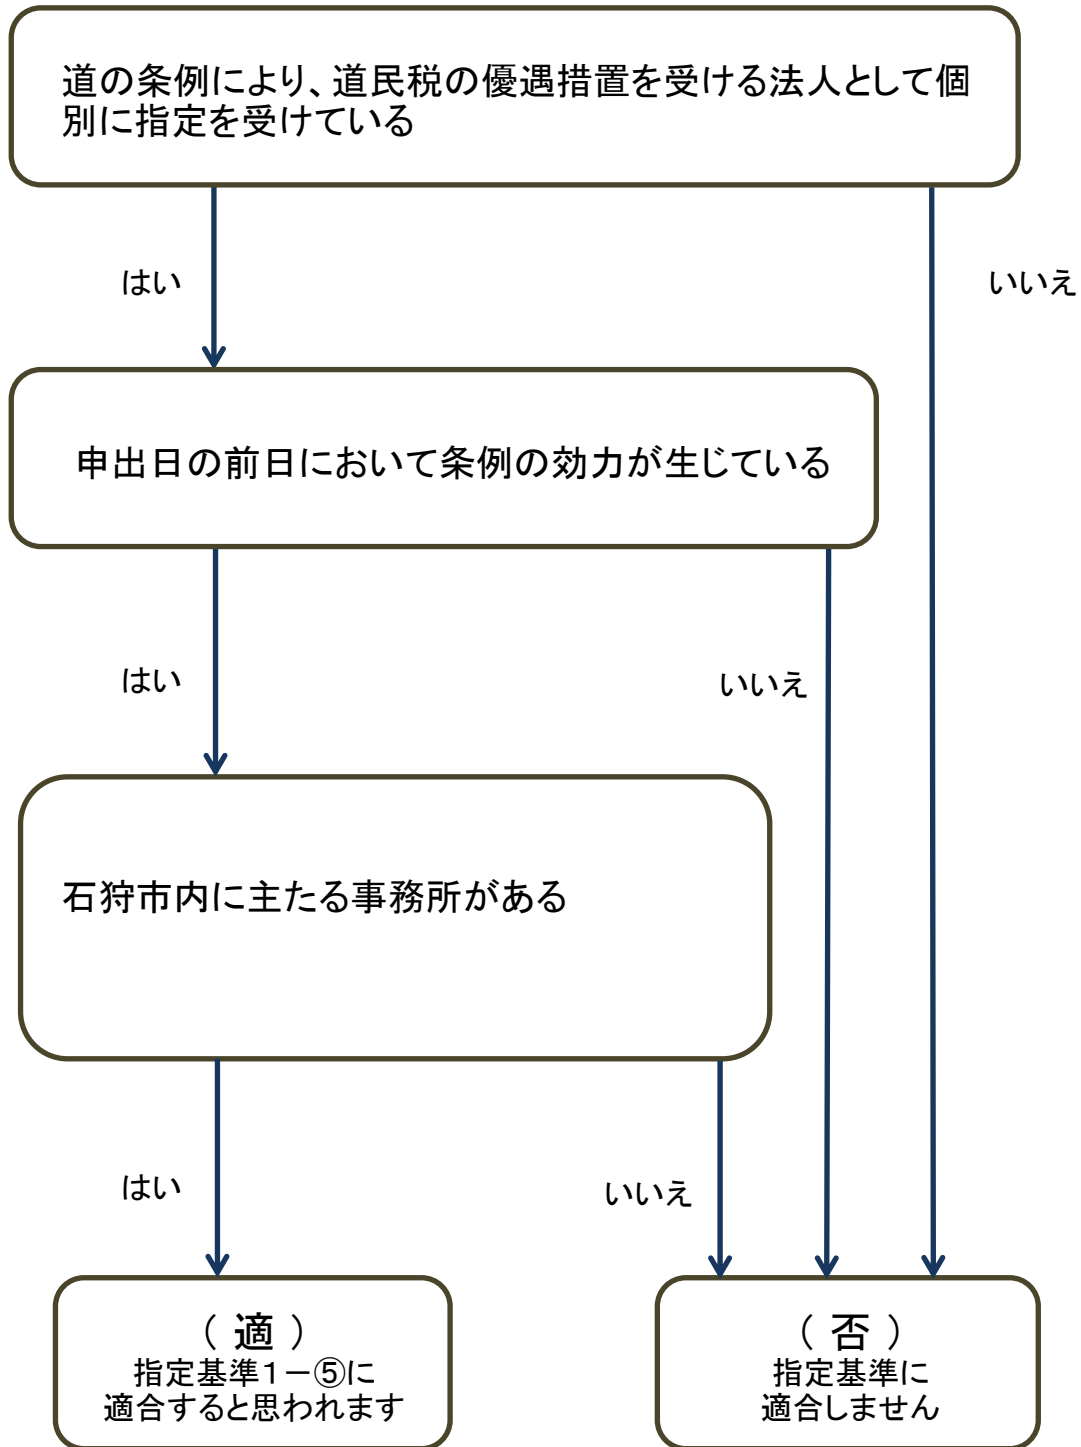 道の条例により、道民税の優遇措置を受ける法人として個
別に指定を受けている
はい
いいえ
申出日の前日において条例の効力が生じている
はい
いいえ
石狩市内に主たる事務所がある
はい
いいえ
（ 適 ）
指定基準１－⑤に
適合すると思われます
（ 否 ）
指定基準に
適合しません